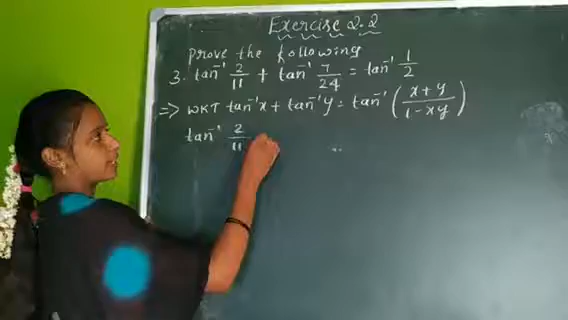 Exercise 2.2
Prove the following
3. tan⁻¹ 2/11 + tan⁻¹ 7/24 = tan⁻¹ 1/2
⇒ WKT tan⁻¹x + tan⁻¹y = tan⁻¹ (x + y / 1 - xy)
tan⁻¹ 2/11